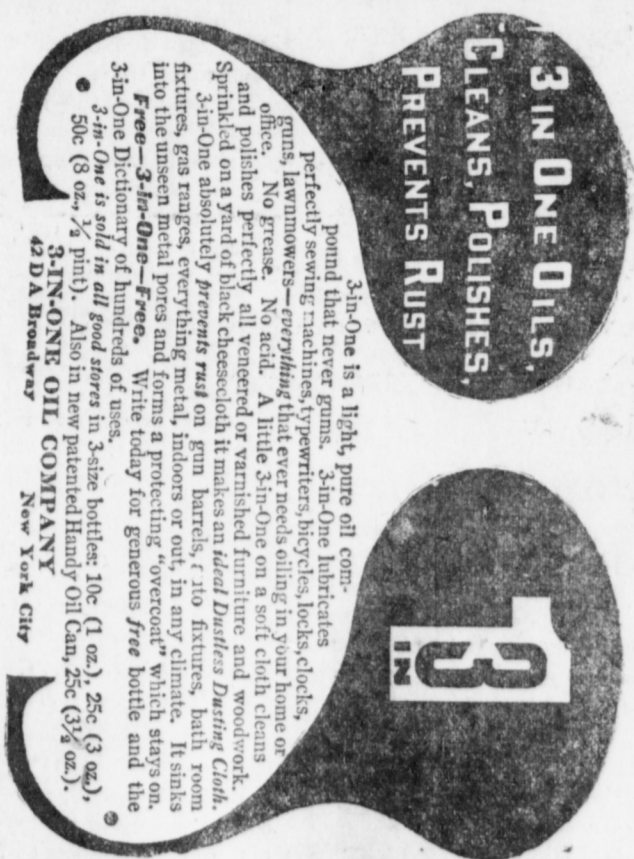 3 IN ONE OILS,
CLEANS, POLISHES,
PREVENTS RUST
3
IN
1
3-in-One is a light, pure oil com-
pound that never gums. 3-in-One lubricates
perfectly sewing machines, typewriters, bicycles, locks, clocks,
guns, lawnmowers—everything that ever needs oiling in your home or
office. No grease. No acid. A little 3-in-One on a soft cloth cleans
and polishes perfectly all veneered or varnished furniture and woodwork.
Sprinkled on a yard of black cheesecloth it makes an ideal Dustless Dusting Cloth.
3-in-One absolutely prevents rust on gun barrels, auto fixtures, bath room
fixtures, gas ranges, everything metal, indoors or out, in any climate. It sinks
into the unseen metal pores and forms a protecting "overcoat" which stays on.
Free—3-in-One—Free. Write today for generous free bottle and the
3-in-One Dictionary of hundreds of uses.
3-in-One is sold in all good stores in 3-size bottles: 10c (1 oz.), 25c (3 oz.),
50c (8 oz., ½ pint). Also in new patented Handy Oil Can, 25c (3½ oz.).
3-IN-ONE OIL COMPANY
42 DA Broadway New York City